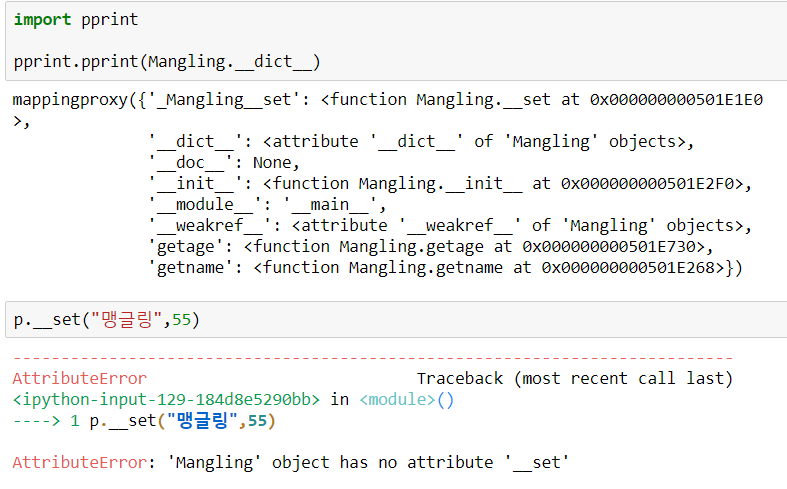 import pprint
pprint.pprint(Mangling.__dict__)
mappingproxy({'_Mangling__set': <function Mangling.__set at 0x000000000501E1E0
>,
'__dict__': <attribute '__dict__' of 'Mangling' objects>,
'__doc__': None,
'__init__': <function Mangling.__init__ at 0x000000000501E2F0>,
'__module__': '__main__',
'__weakref__': <attribute '__weakref__' of 'Mangling' objects>,
'getage': <function Mangling.getage at 0x000000000501E730>,
'getname': <function Mangling.getname at 0x000000000501E268>})
p.__set("맹글링",55)
---------------------------------------------------------------------------
AttributeError                            Traceback (most recent call last)
<ipython-input-129-184d8e5290bb> in <module>()
----> 1 p.__set("맹글링",55)
AttributeError: 'Mangling' object has no attribute '__set'